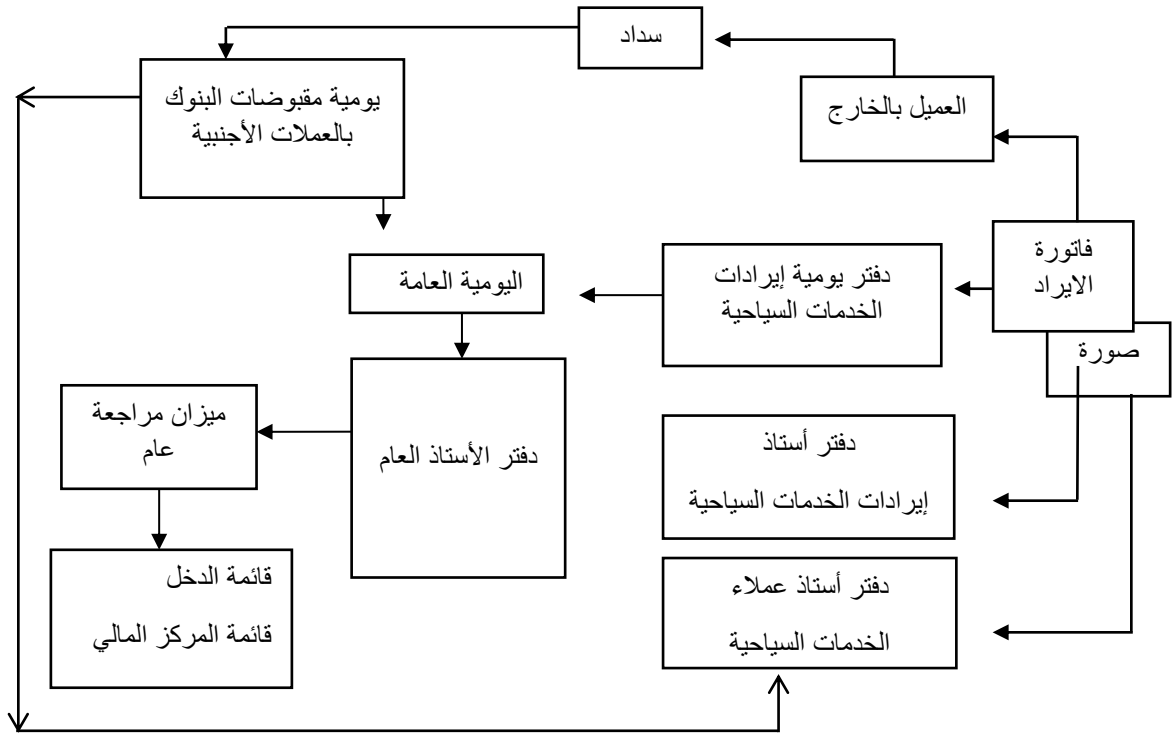 سداد
العميل بالخارج
يومية مقبوضات البنوك
بالعملات الأجنبية
فاتورة
الايراد
صورة
دفتر يومية إيرادات
الخدمات السياحية
اليومية العامة
دفتر الأستاذ العام
ميزان مراجعة
عام
دفتر أستاذ
إيرادات الخدمات السياحية
قائمة الدخل
قائمة المركز المالي
دفتر أستاذ عملاء
الخدمات السياحية